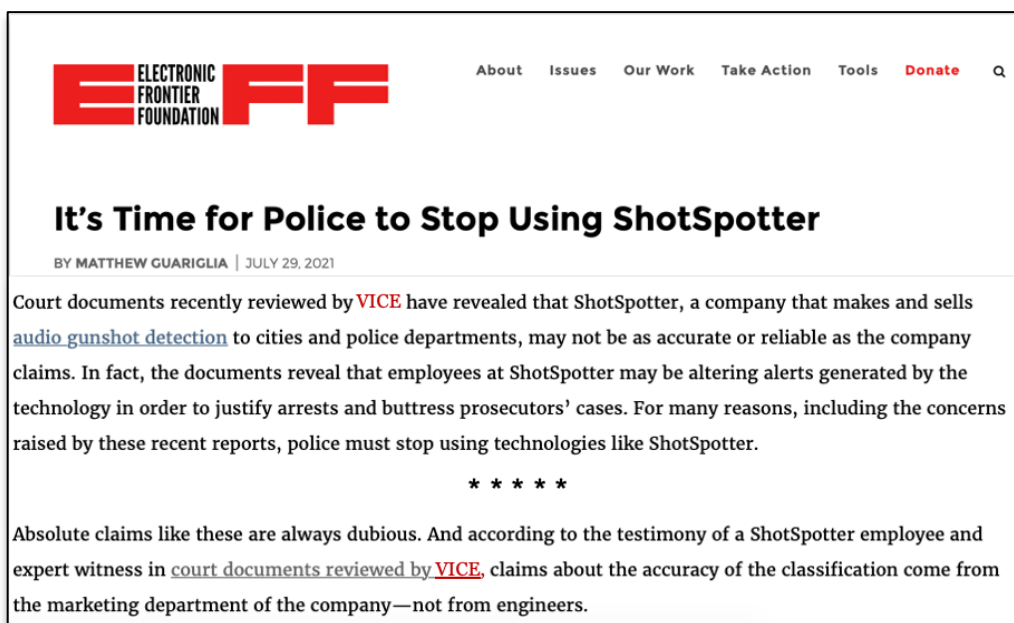 ELECTRONIC
FRONTIER
FOUNDATION
EFF
About Issues Our Work Take Action Tools Donate
It's Time for Police to Stop Using ShotSpotter
BY MATTHEW GUARIGLIA | JULY 29, 2021
Court documents recently reviewed by VICE have revealed that ShotSpotter, a company that makes and sells
audio gunshot detection to cities and police departments, may not be as accurate or reliable as the company
claims. In fact, the documents reveal that employees at ShotSpotter may be altering alerts generated by the
technology in order to justify arrests and buttress prosecutors' cases. For many reasons, including the concerns
raised by these recent reports, police must stop using technologies like ShotSpotter.
* * * * *
Absolute claims like these are always dubious. And according to the testimony of a ShotSpotter employee and
expert witness in court documents reviewed by VICE, claims about the accuracy of the classification come from
the marketing department of the company—not from engineers.